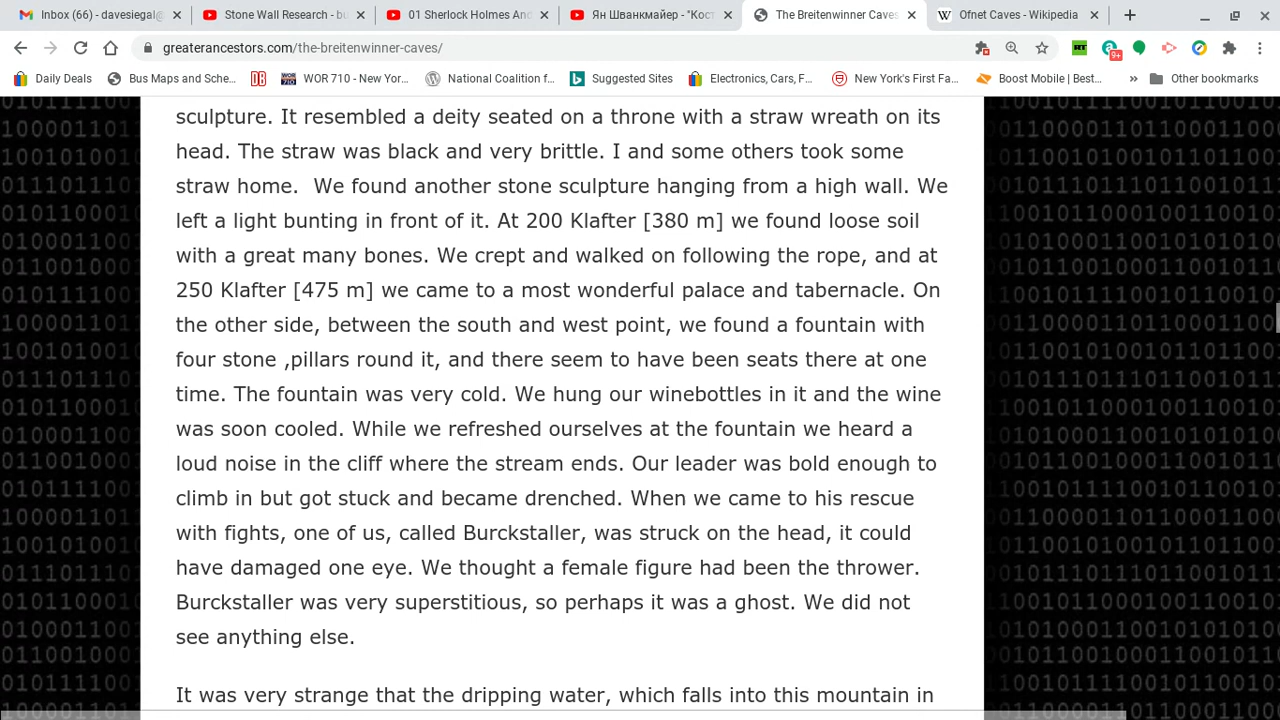 Inbox (66) - davesiegal@
Stone Wall Research - bu
01 Sherlock Holmes And
Ян Шванкмайер - "Кост
The Breitenwinner Caves
Ofnet Caves - Wikipedia
greaterancestors.com/the-breitenwinner-caves/
RT
a
9+
Daily Deals
Bus Maps and Sche...
WOR 710 - New Yor...
National Coalition f...
Suggested Sites
Electronics, Cars, F...
New York's First Fa...
Boost Mobile | Best...
»
Other bookmarks
sculpture. It resembled a deity seated on a throne with a straw wreath on its
head. The straw was black and very brittle. I and some others took some
straw home.  We found another stone sculpture hanging from a high wall. We
left a light bunting in front of it. At 200 Klafter [380 m] we found loose soil
with a great many bones. We crept and walked on following the rope, and at
250 Klafter [475 m] we came to a most wonderful palace and tabernacle. On
the other side, between the south and west point, we found a fountain with
four stone ,pillars round it, and there seem to have been seats there at one
time. The fountain was very cold. We hung our winebottles in it and the wine
was soon cooled. While we refreshed ourselves at the fountain we heard a
loud noise in the cliff where the stream ends. Our leader was bold enough to
climb in but got stuck and became drenched. When we came to his rescue
with fights, one of us, called Burckstaller, was struck on the head, it could
have damaged one eye. We thought a female figure had been the thrower.
Burckstaller was very superstitious, so perhaps it was a ghost. We did not
see anything else.
It was very strange that the dripping water, which falls into this mountain in